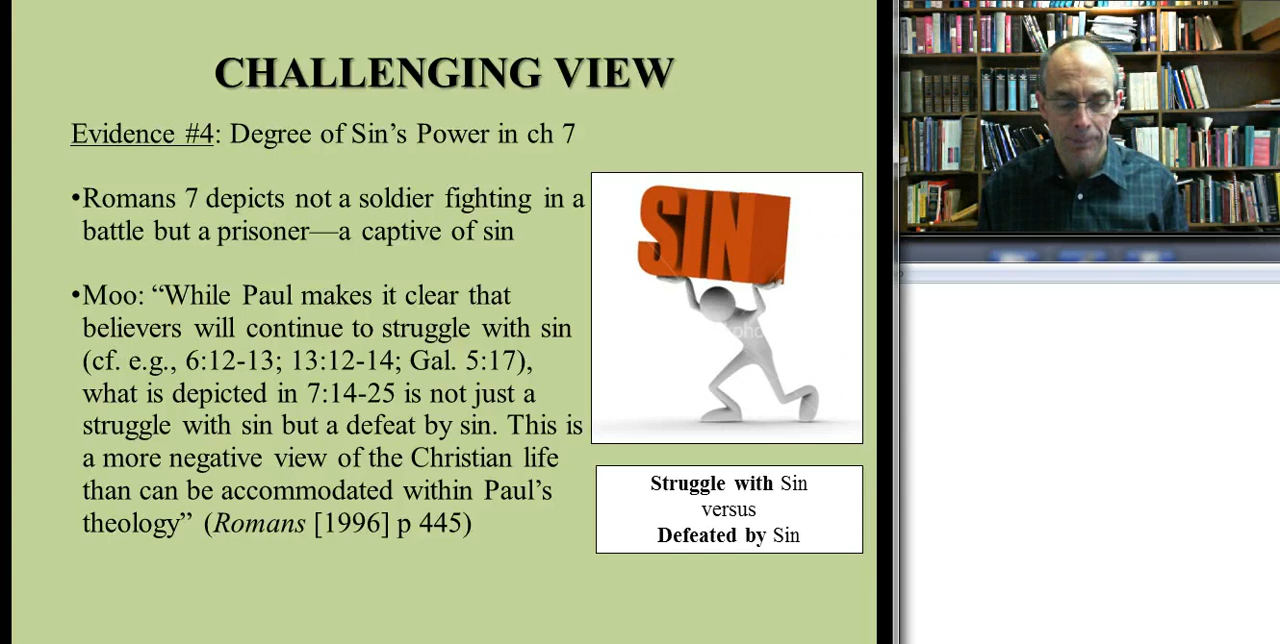 CHALLENGING VIEW
Evidence #4: Degree of Sin's Power in ch 7
•Romans 7 depicts not a soldier fighting in a
battle but a prisoner—a captive of sin
•Moo: “While Paul makes it clear that
believers will continue to struggle with sin
(cf. e.g., 6:12-13; 13:12-14; Gal. 5:17),
what is depicted in 7:14-25 is not just a
struggle with sin but a defeat by sin. This is
a more negative view of the Christian life
than can be accommodated within Paul’s
theology” (Romans [1996] p 445)
SIN
Struggle with Sin
versus
Defeated by Sin